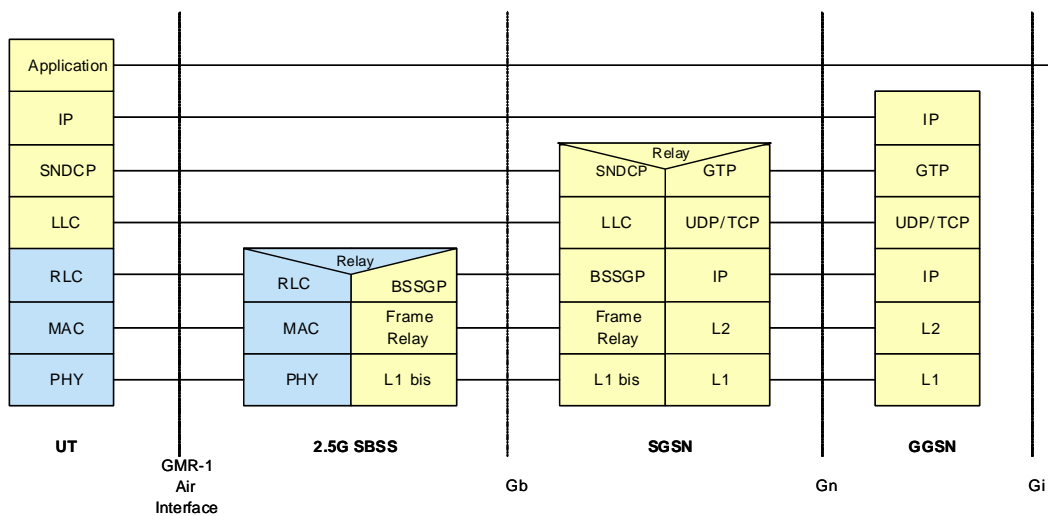 Application
IP
SNDCP
LLC
RLC
MAC
PHY
UT
GMR-1
Air
Interface
Relay
RLC
BSSGP
MAC
Frame
Relay
PHY
L1 bis
2.5G SBSS
Gb
Relay
SNDCP
GTP
LLC
UDP/TCP
BSSGP
IP
Frame
Relay
L2
L1 bis
L1
SGSN
Gn
IP
GTP
UDP/TCP
IP
L2
L1
GGSN
Gi